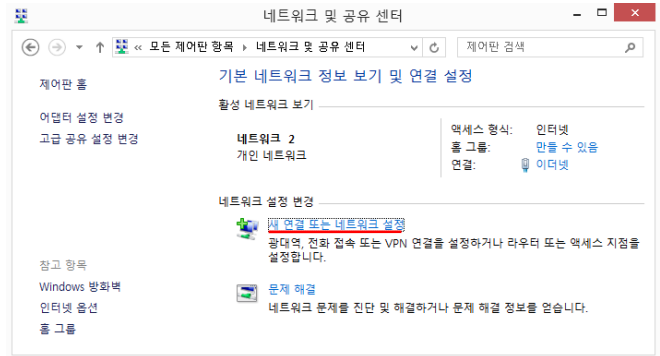 네트워크 및 공유 센터
« 모든 제어판 항목 › 네트워크 및 공유 센터
제어판 검색
제어판 홈
어댑터 설정 변경
고급 공유 설정 변경
기본 네트워크 정보 보기 및 연결 설정
활성 네트워크 보기
네트워크 2
개인 네트워크
액세스 형식: 인터넷
홈 그룹: 만들 수 있음
연결: 이더넷
네트워크 설정 변경
새 연결 또는 네트워크 설정
광대역, 전화 접속 또는 VPN 연결을 설정하거나 라우터 또는 액세스 지점을
설정합니다.
문제 해결
네트워크 문제를 진단 및 해결하거나 문제 해결 정보를 얻습니다.
참고 항목
Windows 방화벽
인터넷 옵션
홈 그룹